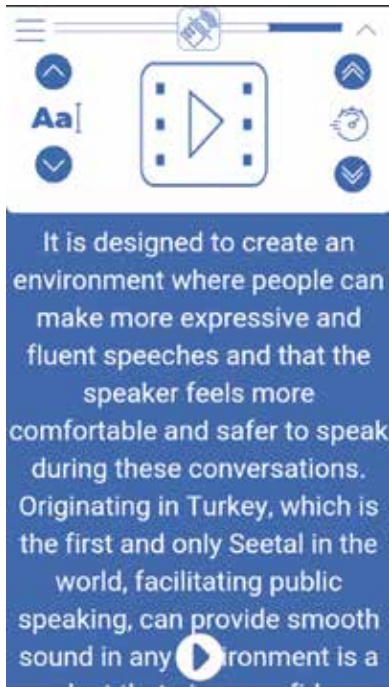 Aa
It is designed to create an
environment where people can
make more expressive and
fluent speeches and that the
speaker feels more
comfortable and safer to speak
during these conversations.
Originating in Turkey, which is
the first and only Seetal in the
world, facilitating public
speaking, can provide smooth
sound in any ironment is a